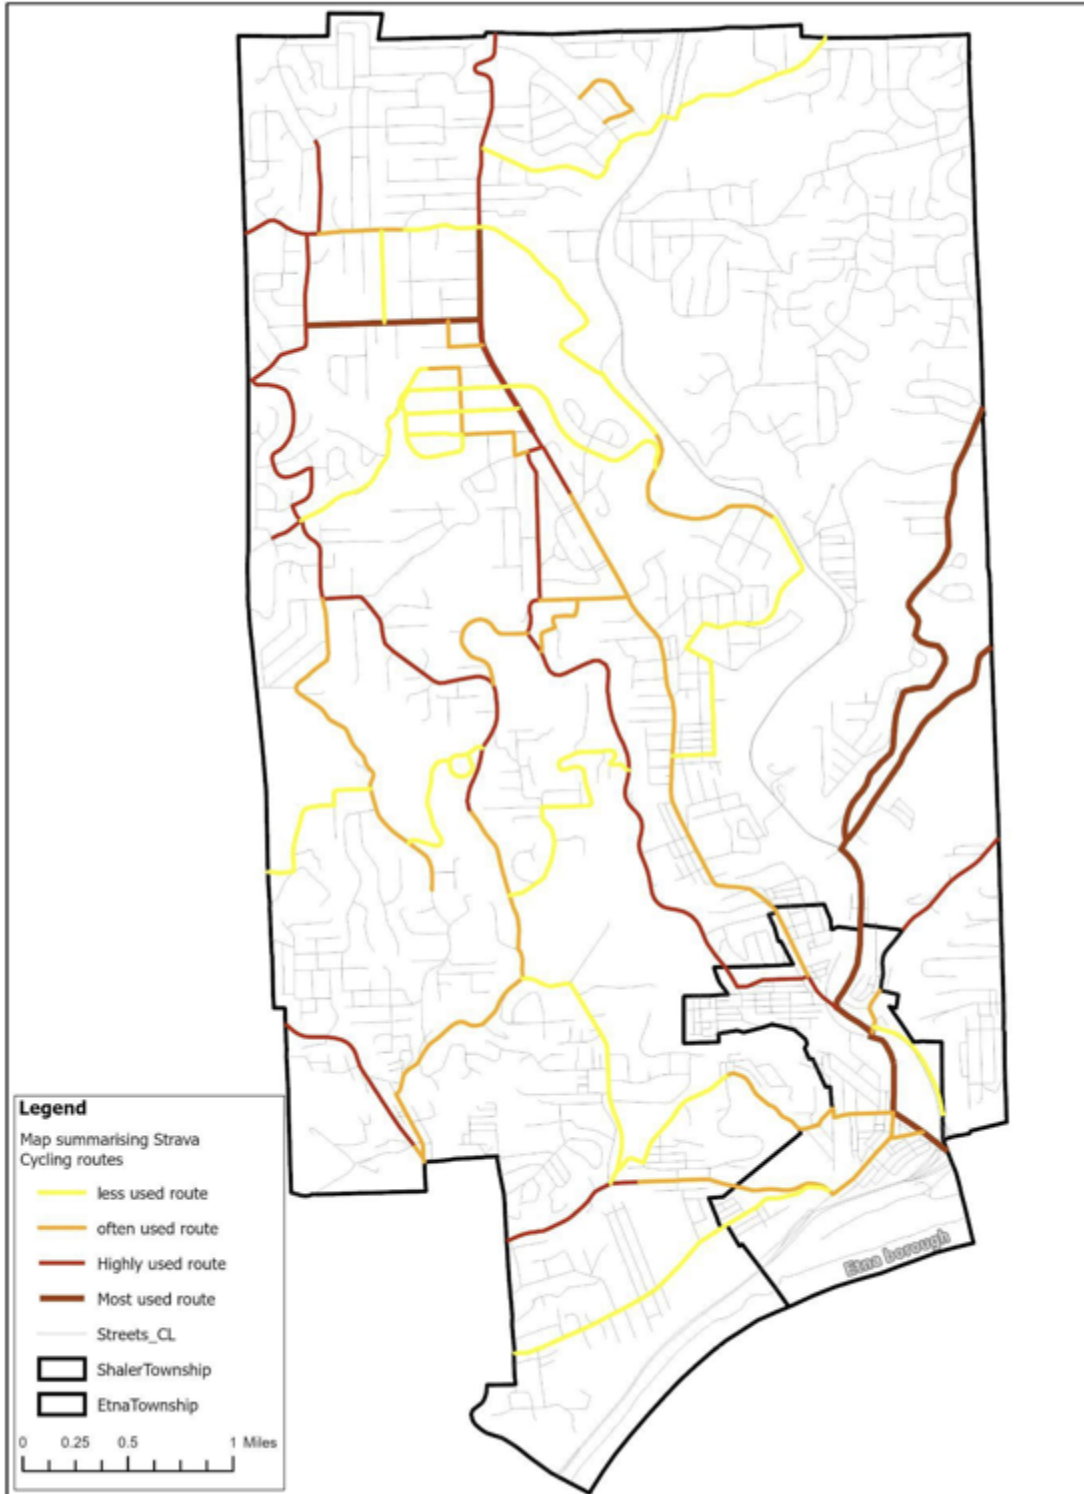 Etna borough
Legend
Map summarising Strava
Cycling routes
less used route
often used route
Highly used route
Most used route
Streets_CL
ShalerTownship
EtnaTownship
0 0.25 0.5 1 Miles